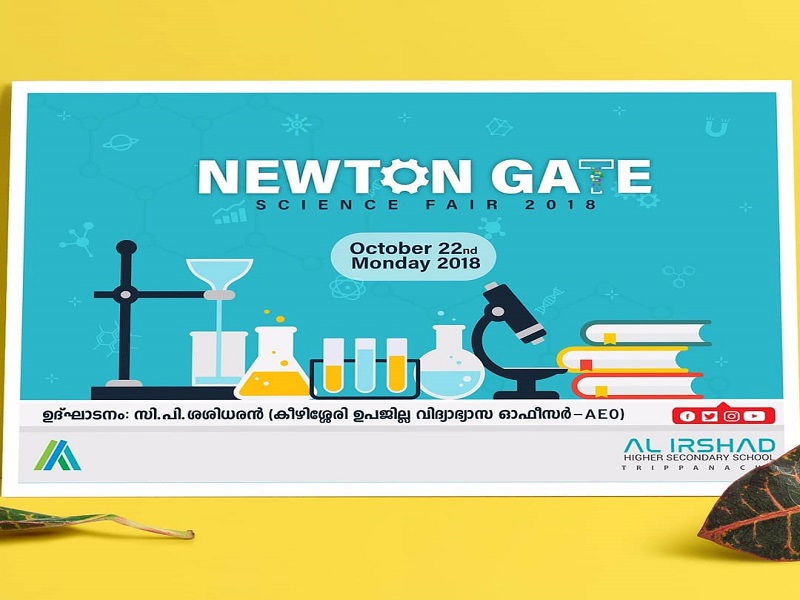 NEWTON GATE
SCIENCE FAIR 2018
October 22nd
Monday 2018
ഉദ്ഘാടനം: സി.പി.ശശിധരൻ (കീഴിശ്ശേരി ഉപജില്ല വിദ്യാഭ്യാസ ഓഫീസർ-AEO)
AL IRSHAD
HIGHER SECONDARY SCHOOL